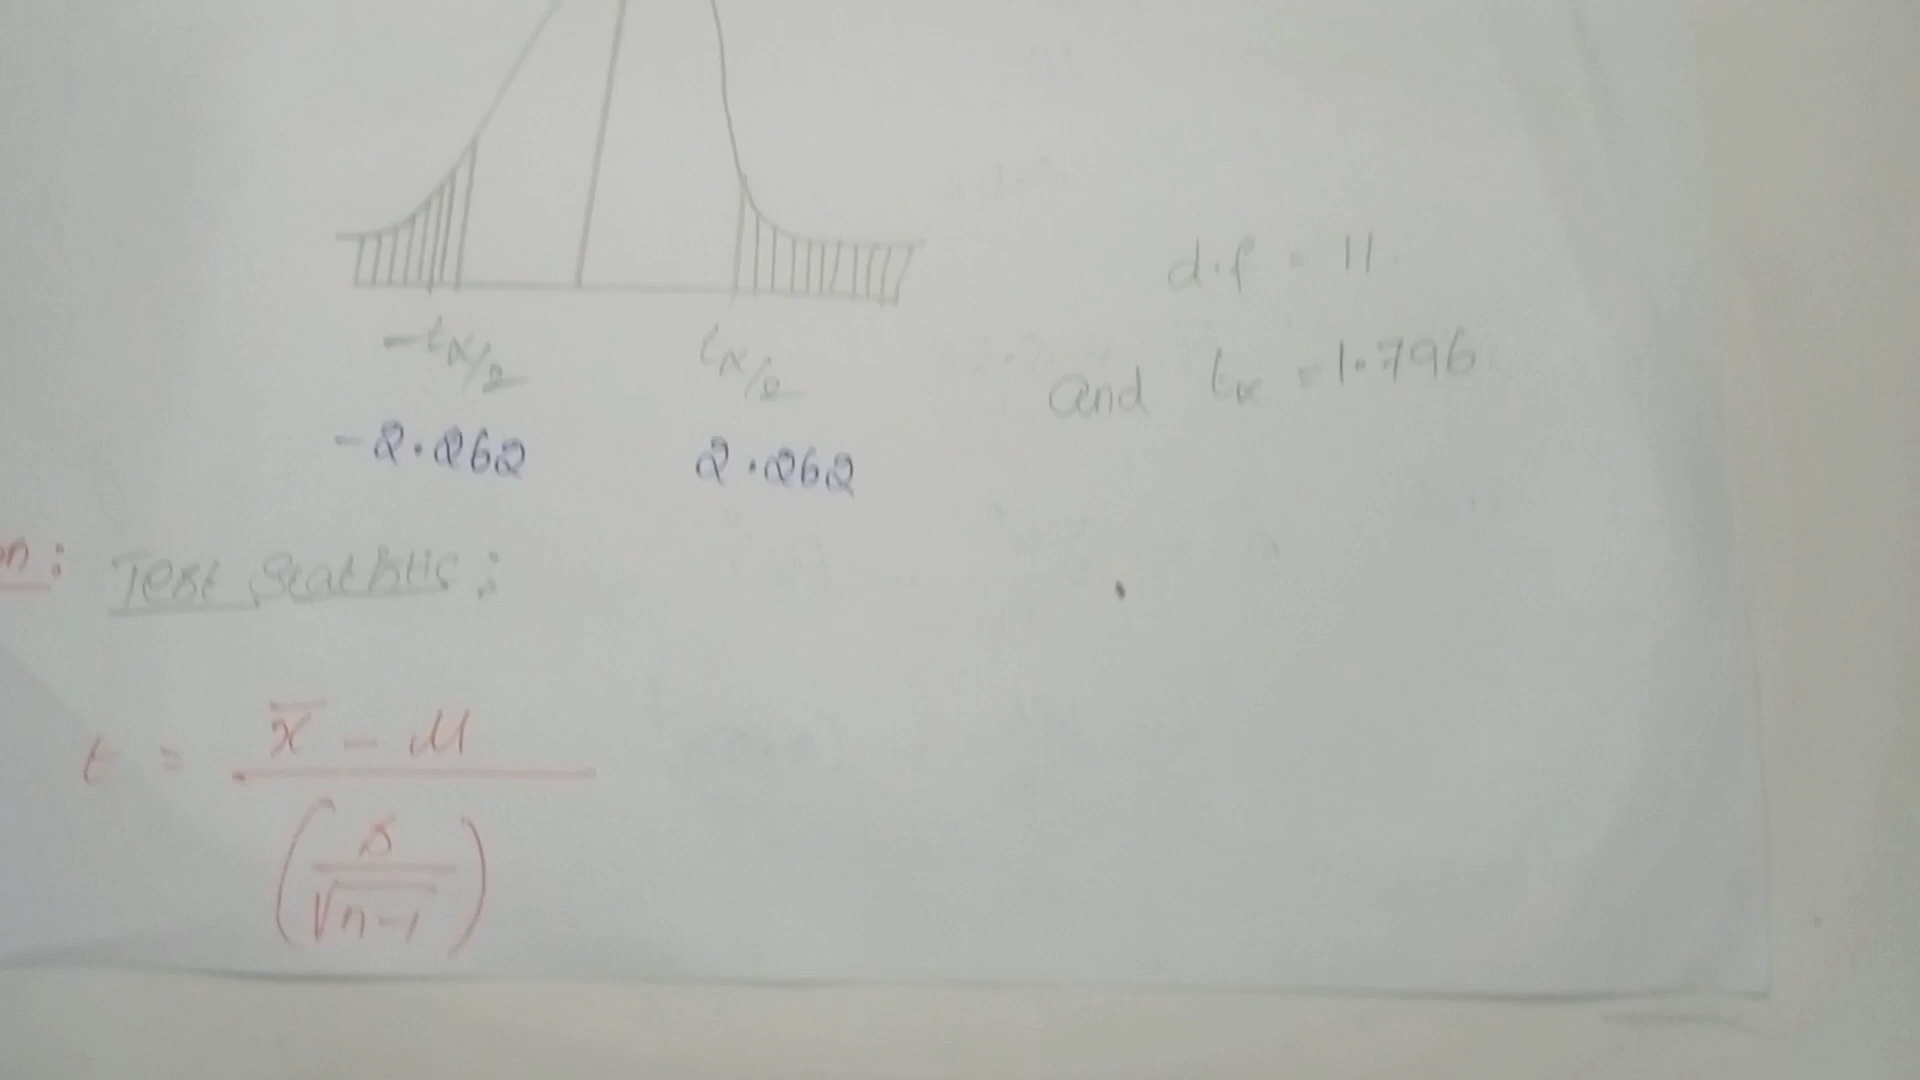 d.f = 11
-tα/2 tα/2
and tα = 1.796
-2.262 2.262
n: Test Statistic:
t = x̄ - μ
(s
√n-1)